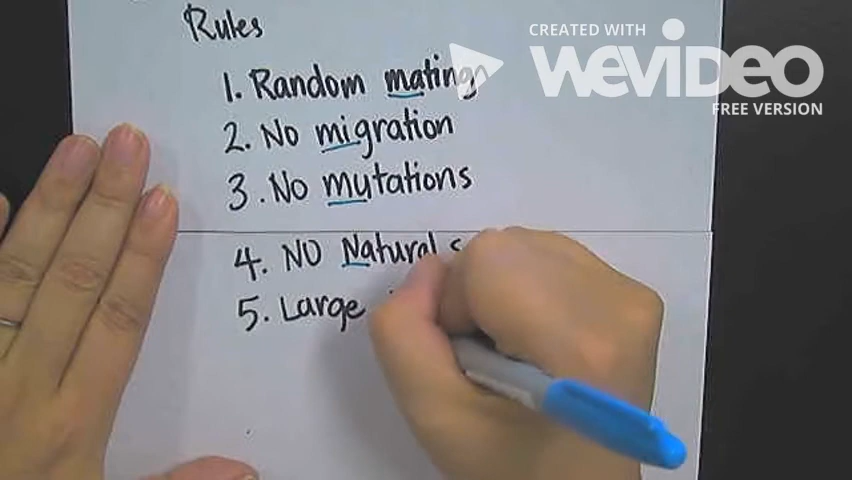 Rules
1. Random mating
2. No migration
3. No mutations
4. No Natural s
5. Large
CREATED WITH
WEVIDEO
FREE VERSION